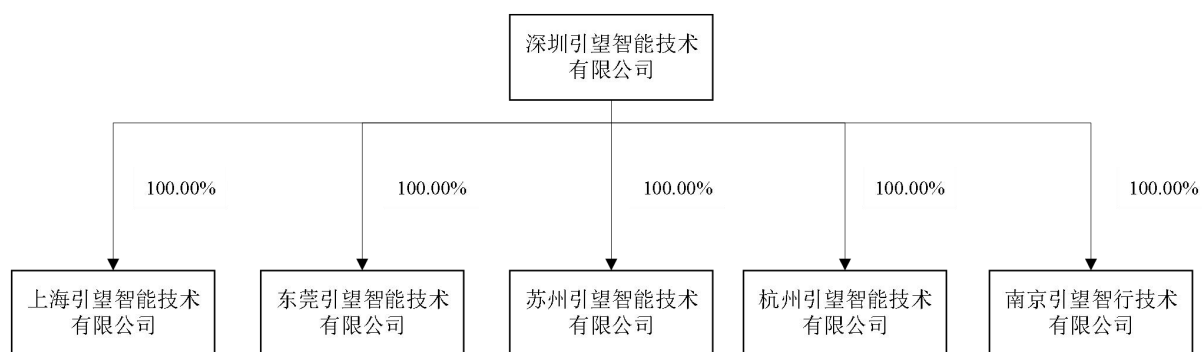 深圳引望智能技术
有限公司
100.00%
100.00%
100.00%
100.00%
100.00%
上海引望智能技术
有限公司
东莞引望智能技术
有限公司
苏州引望智能技术
有限公司
杭州引望智能技术
有限公司
南京引望智行技术
有限公司